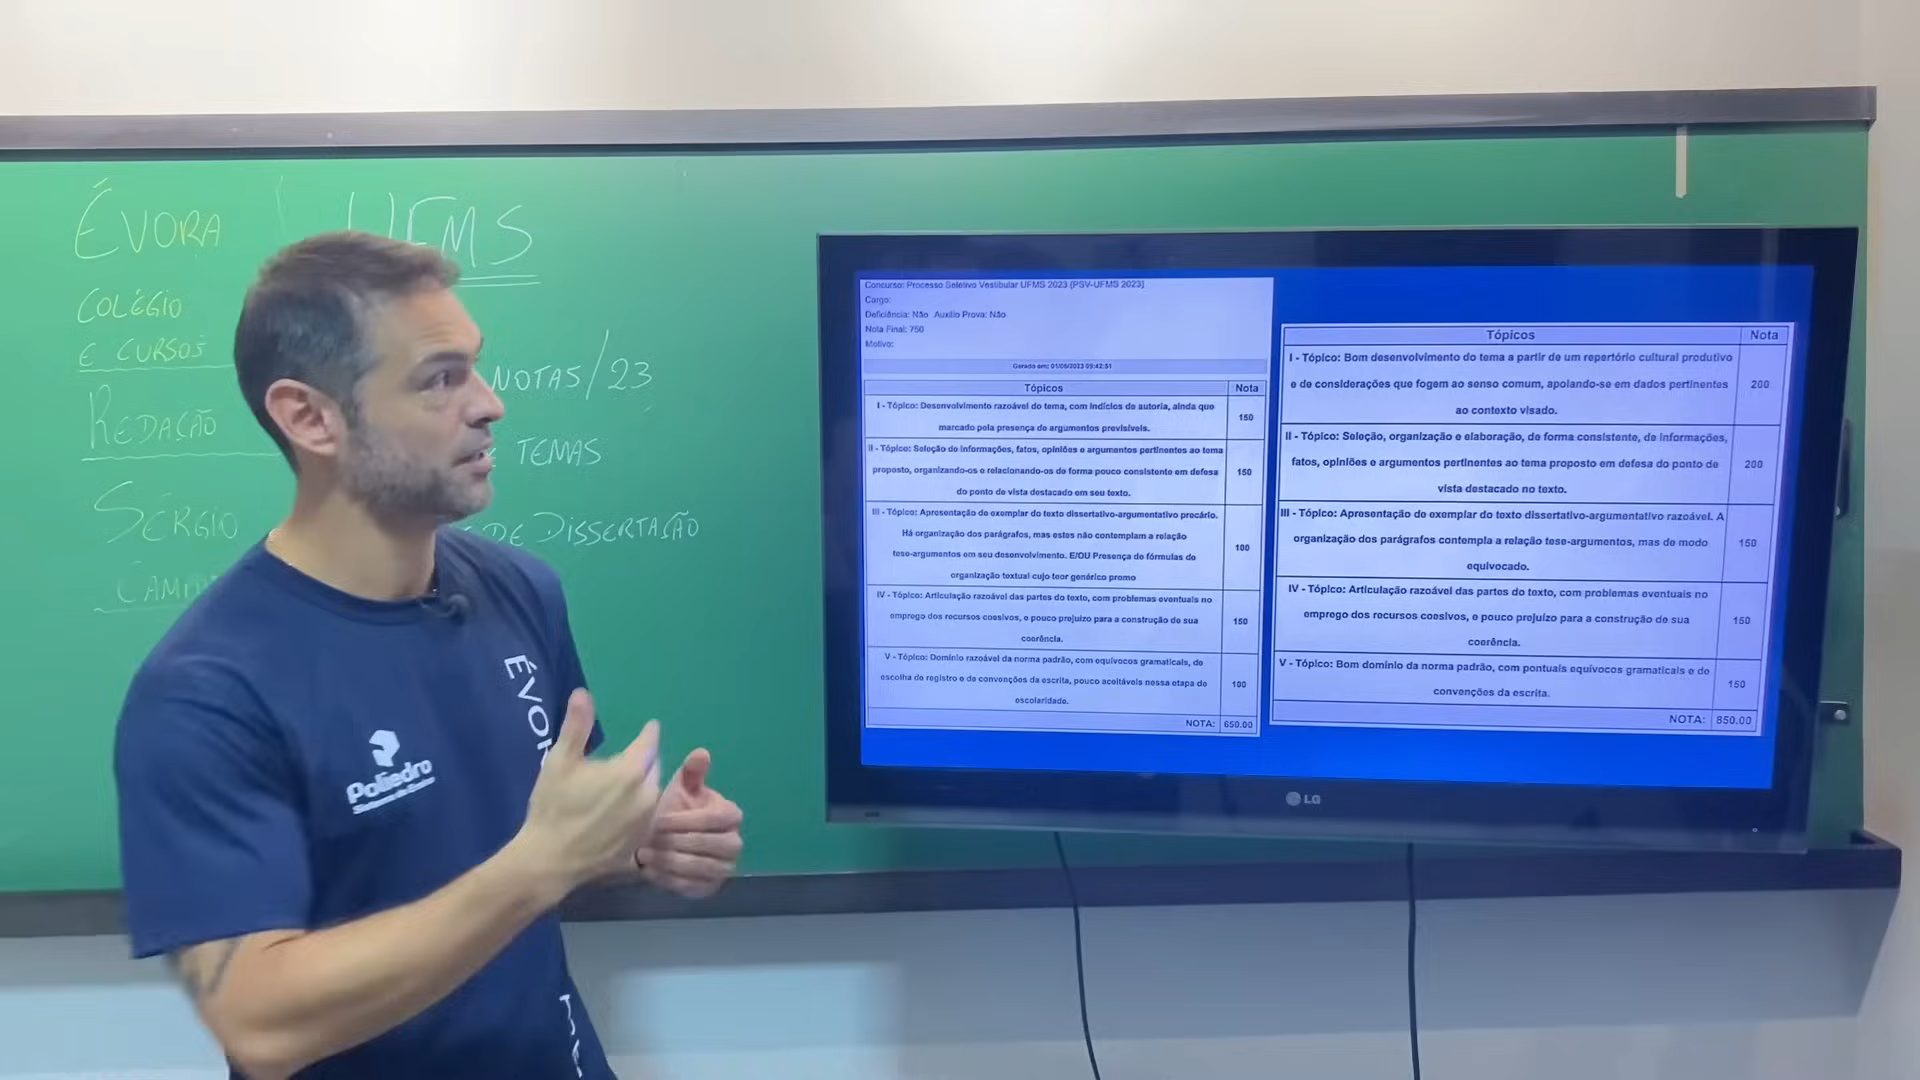 ÉVORA
COLÉGIO
E CURSOS
REDAÇÃO
SÉRGIO
UFMS
NOTAS/23
TEMAS
DE DISSERTAÇÃO
ÉVOR
Poliedro
Sistema de Ensino
Concurso: Processo Seletivo Vestibular UFMS 2023 (PSV-UFMS 2023)
Cargo:
Deficiência: Não Auxílio Prova: Não
Nota Final: 750
Motivo:
Gerado em: 01/06/2023 09:42:51
Tópicos Nota
I - Tópico: Desenvolvimento razoável do tema, com indícios de autoria, ainda que
marcado pela presença de argumentos previsíveis.
150
II - Tópico: Seleção de informações, fatos, opiniões e argumentos pertinentes ao tema
proposto, organizando-os e relacionando-os de forma pouco consistente em defesa
do ponto de vista destacado em seu texto.
150
III - Tópico: Apresentação de exemplar do texto dissertativo-argumentativo precário.
Há organização dos parágrafos, mas estes não contemplam a relação
tese-argumentos em seu desenvolvimento. E/OU Presença de fórmulas de
organização textual cujo teor genérico promo
100
IV - Tópico: Articulação razoável das partes do texto, com problemas eventuais no
emprego dos recursos coesivos, e pouco prejuízo para a construção de sua
coerência.
150
V - Tópico: Domínio razoável da norma padrão, com equívocos gramaticais, de
escolha de registro e de convenções da escrita, pouco aceitáveis nessa etapa de
escolaridade.
100
NOTA: 650.00
Tópicos Nota
I - Tópico: Bom desenvolvimento do tema a partir de um repertório cultural produtivo
e de considerações que fogem ao senso comum, apoiando-se em dados pertinentes
ao contexto visado.
200
II - Tópico: Seleção, organização e elaboração, de forma consistente, de informações,
fatos, opiniões e argumentos pertinentes ao tema proposto em defesa do ponto de
vista destacado no texto.
200
III - Tópico: Apresentação de exemplar do texto dissertativo-argumentativo razoável. A
organização dos parágrafos contempla a relação tese-argumentos, mas de modo
equivocado.
150
IV - Tópico: Articulação razoável das partes do texto, com problemas eventuais no
emprego dos recursos coesivos, e pouco prejuízo para a construção de sua
coerência.
150
V - Tópico: Bom domínio da norma padrão, com pontuais equívocos gramaticais e de
convenções da escrita.
150
NOTA: 850.00
LG